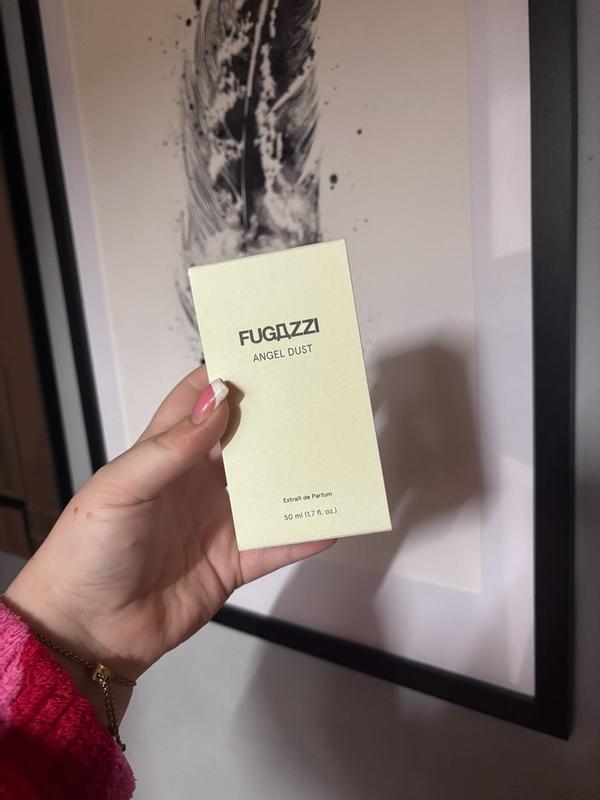 FUGAZZI
ANGEL DUST
Extrait de Parfum
50 ml (1.7 fl. oz.)